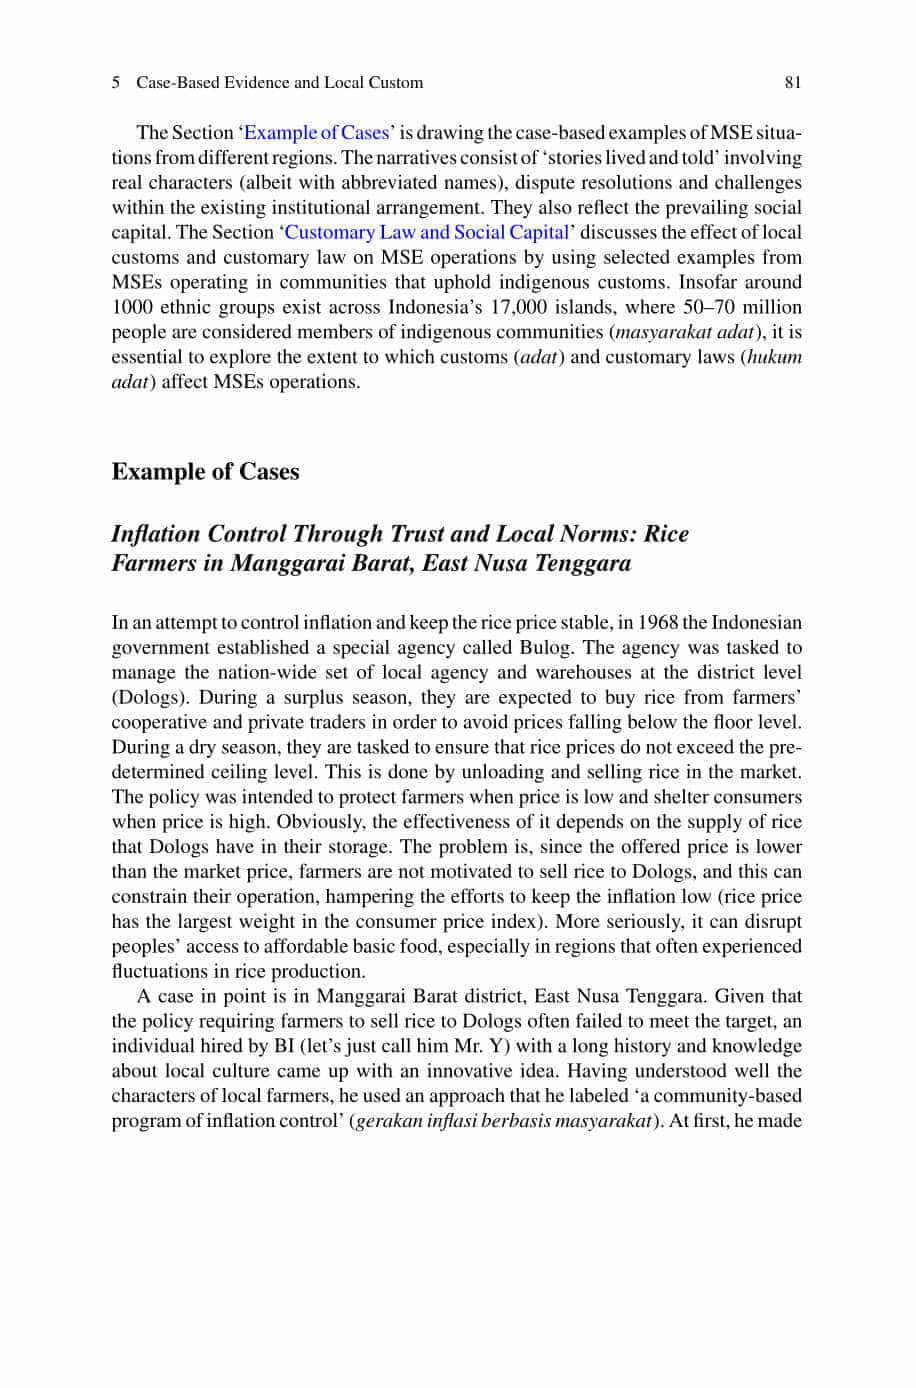 5 Case-Based Evidence and Local Custom 81
The Section ‘Example of Cases’ is drawing the case-based examples of MSE situa-
tions from different regions. The narratives consist of ‘stories lived and told’ involving
real characters (albeit with abbreviated names), dispute resolutions and challenges
within the existing institutional arrangement. They also reflect the prevailing social
capital. The Section ‘Customary Law and Social Capital’ discusses the effect of local
customs and customary law on MSE operations by using selected examples from
MSEs operating in communities that uphold indigenous customs. Insofar around
1000 ethnic groups exist across Indonesia’s 17,000 islands, where 50–70 million
people are considered members of indigenous communities (masyarakat adat), it is
essential to explore the extent to which customs (adat) and customary laws (hukum
adat) affect MSEs operations.
Example of Cases
Inflation Control Through Trust and Local Norms: Rice
Farmers in Manggarai Barat, East Nusa Tenggara
In an attempt to control inflation and keep the rice price stable, in 1968 the Indonesian
government established a special agency called Bulog. The agency was tasked to
manage the nation-wide set of local agency and warehouses at the district level
(Dologs). During a surplus season, they are expected to buy rice from farmers’
cooperative and private traders in order to avoid prices falling below the floor level.
During a dry season, they are tasked to ensure that rice prices do not exceed the pre-
determined ceiling level. This is done by unloading and selling rice in the market.
The policy was intended to protect farmers when price is low and shelter consumers
when price is high. Obviously, the effectiveness of it depends on the supply of rice
that Dologs have in their storage. The problem is, since the offered price is lower
than the market price, farmers are not motivated to sell rice to Dologs, and this can
constrain their operation, hampering the efforts to keep the inflation low (rice price
has the largest weight in the consumer price index). More seriously, it can disrupt
peoples’ access to affordable basic food, especially in regions that often experienced
fluctuations in rice production.
A case in point is in Manggarai Barat district, East Nusa Tenggara. Given that
the policy requiring farmers to sell rice to Dologs often failed to meet the target, an
individual hired by BI (let’s just call him Mr. Y) with a long history and knowledge
about local culture came up with an innovative idea. Having understood well the
characters of local farmers, he used an approach that he labeled ‘a community-based
program of inflation control’ (gerakan inflasi berbasis masyarakat). At first, he made